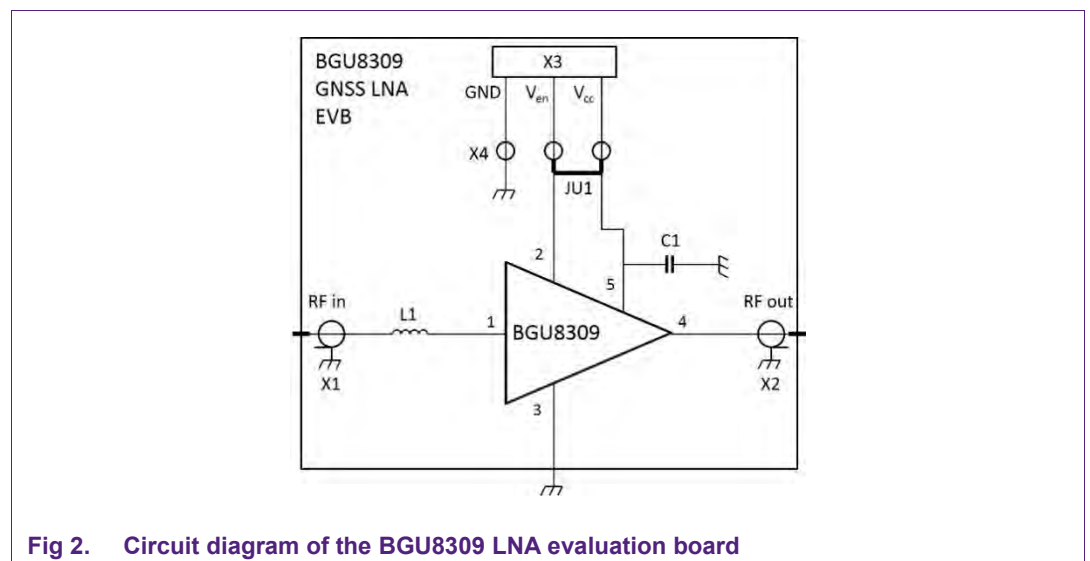 BGU8309
GNSS LNA
EVB
X3
GND Ven Vcc
X4
JU1
C1
2
5
RF in
L1
1
BGU8309
4
RF out
X1
X2
3
Fig 2. Circuit diagram of the BGU8309 LNA evaluation board